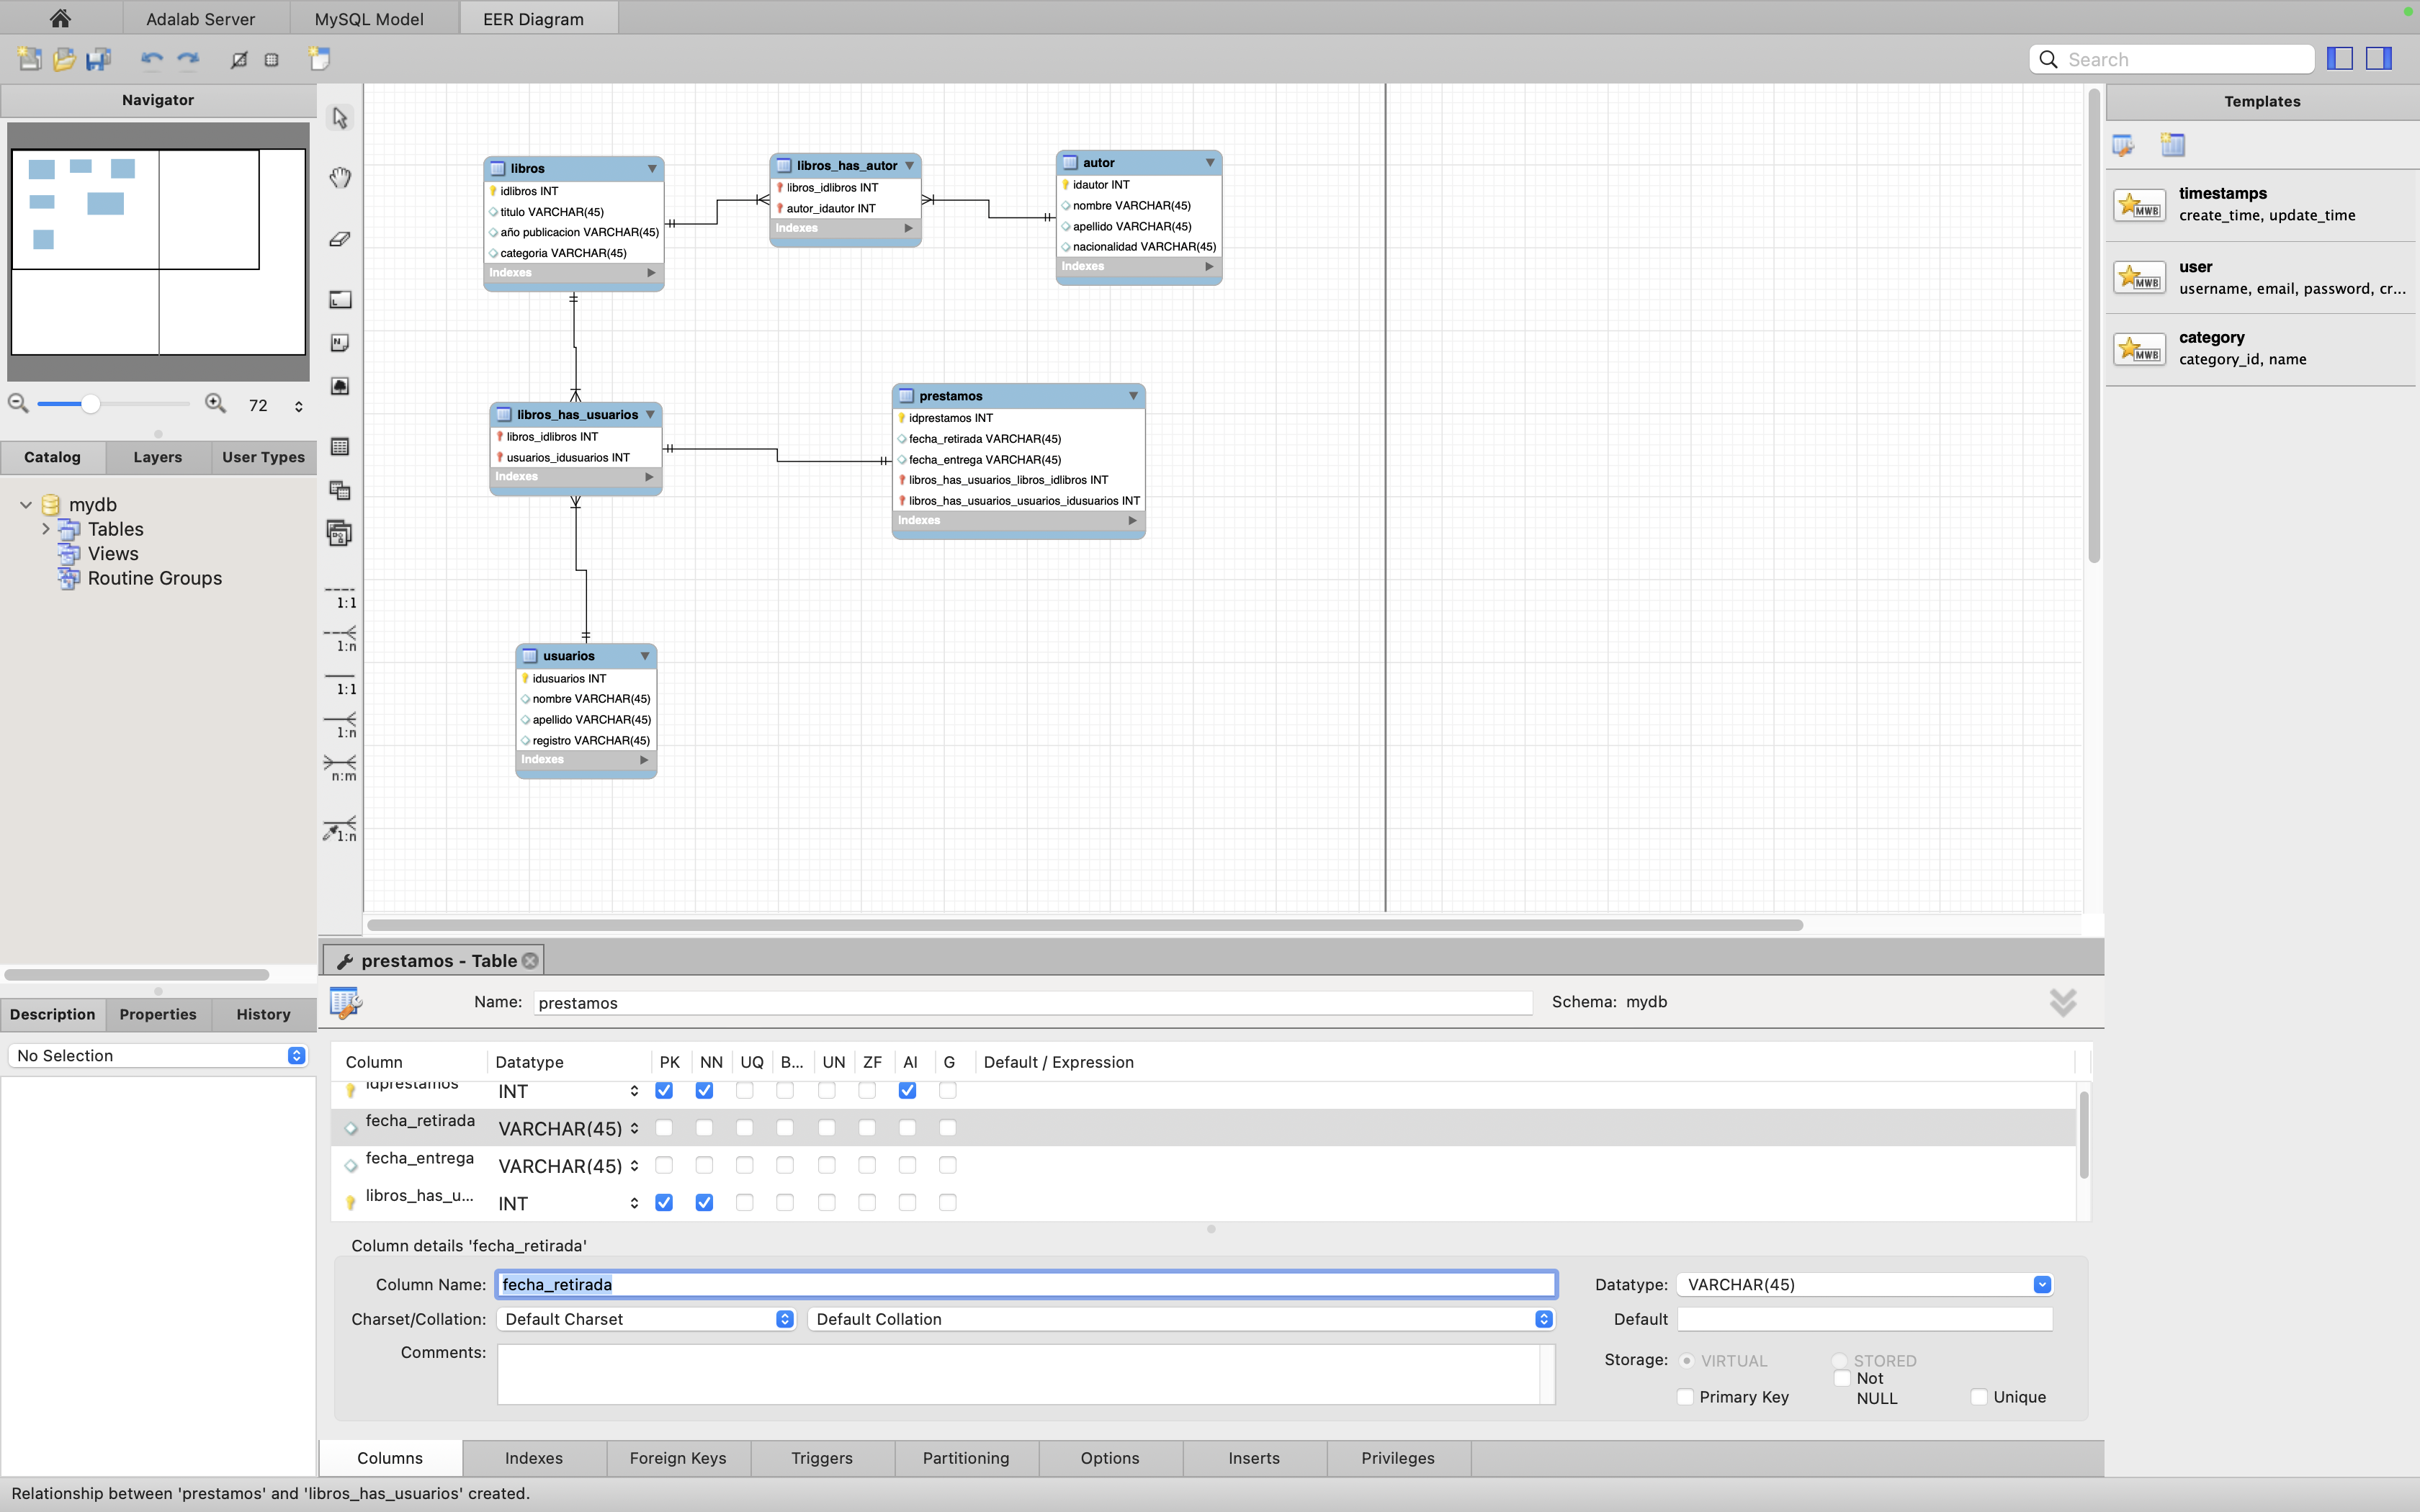 Adalab Server
MySQL Model
EER Diagram
Search
Navigator
72
Catalog
Layers
User Types
mydb
Tables
Views
Routine Groups
Description
Properties
History
No Selection
1:1
1:n
1:1
1:n
n:m
1:n
libros
idlibros INT
titulo VARCHAR(45)
año publicacion VARCHAR(45)
categoria VARCHAR(45)
Indexes
libros_has_autor
libros_idlibros INT
autor_idautor INT
Indexes
autor
idautor INT
nombre VARCHAR(45)
apellido VARCHAR(45)
nacionalidad VARCHAR(45)
Indexes
libros_has_usuarios
libros_idlibros INT
usuarios_idusuarios INT
Indexes
prestamos
idprestamos INT
fecha_retirada VARCHAR(45)
fecha_entrega VARCHAR(45)
libros_has_usuarios_libros_idlibros INT
libros_has_usuarios_usuarios_idusuarios INT
Indexes
usuarios
idusuarios INT
nombre VARCHAR(45)
apellido VARCHAR(45)
registro VARCHAR(45)
Indexes
Templates
MWB
timestamps
create_time, update_time
MWB
user
username, email, password, cr...
MWB
category
category_id, name
prestamos - Table
Name: prestamos Schema: mydb
Column Datatype PK NN UQ B... UN ZF AI G Default / Expression
idprestamos INT
fecha_retirada VARCHAR(45)
fecha_entrega VARCHAR(45)
libros_has_u... INT
Column details 'fecha_retirada'
Column Name: fecha_retirada Datatype: VARCHAR(45)
Charset/Collation: Default Charset Default Collation Default
Comments: Storage: VIRTUAL STORED
Primary Key Not NULL Unique
Columns Indexes Foreign Keys Triggers Partitioning Options Inserts Privileges
Relationship between 'prestamos' and 'libros_has_usuarios' created.